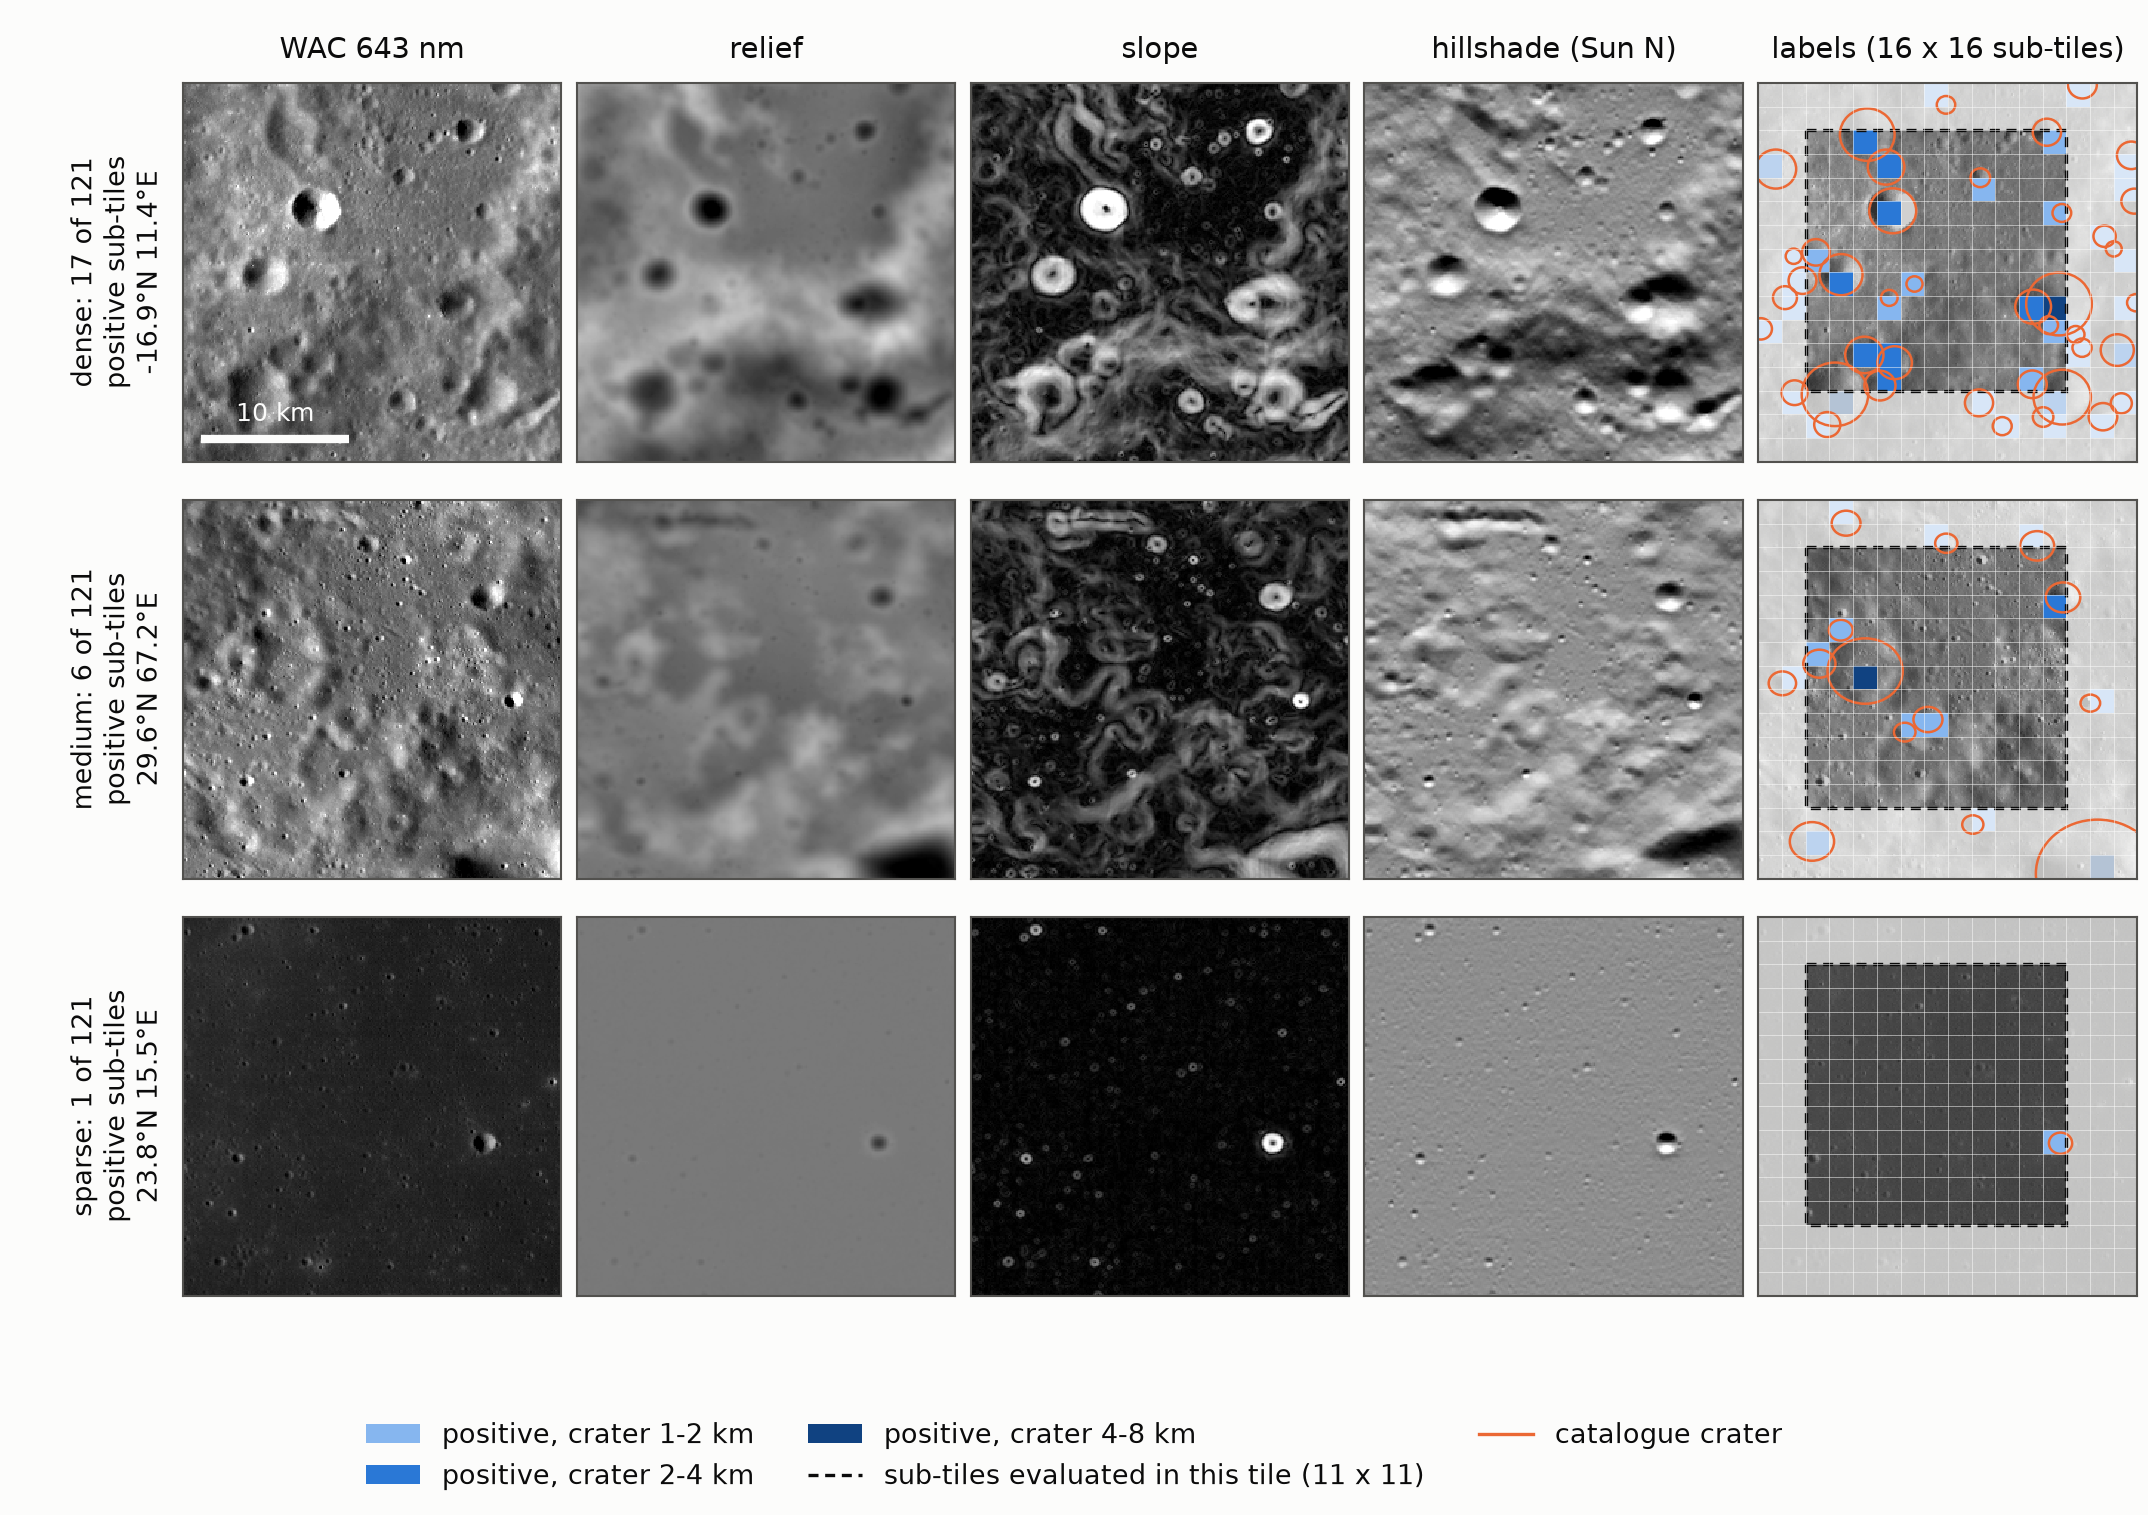 WAC 643 nm
relief
slope
hillshade (Sun N)
labels (16 x 16 sub-tiles)
dense: 17 of 121
positive sub-tiles
-16.9°N 11.4°E
10 km
medium: 6 of 121
positive sub-tiles
29.6°N 67.2°E
sparse: 1 of 121
positive sub-tiles
23.8°N 15.5°E
positive, crater 1-2 km
positive, crater 2-4 km
positive, crater 4-8 km
sub-tiles evaluated in this tile (11 x 11)
catalogue crater